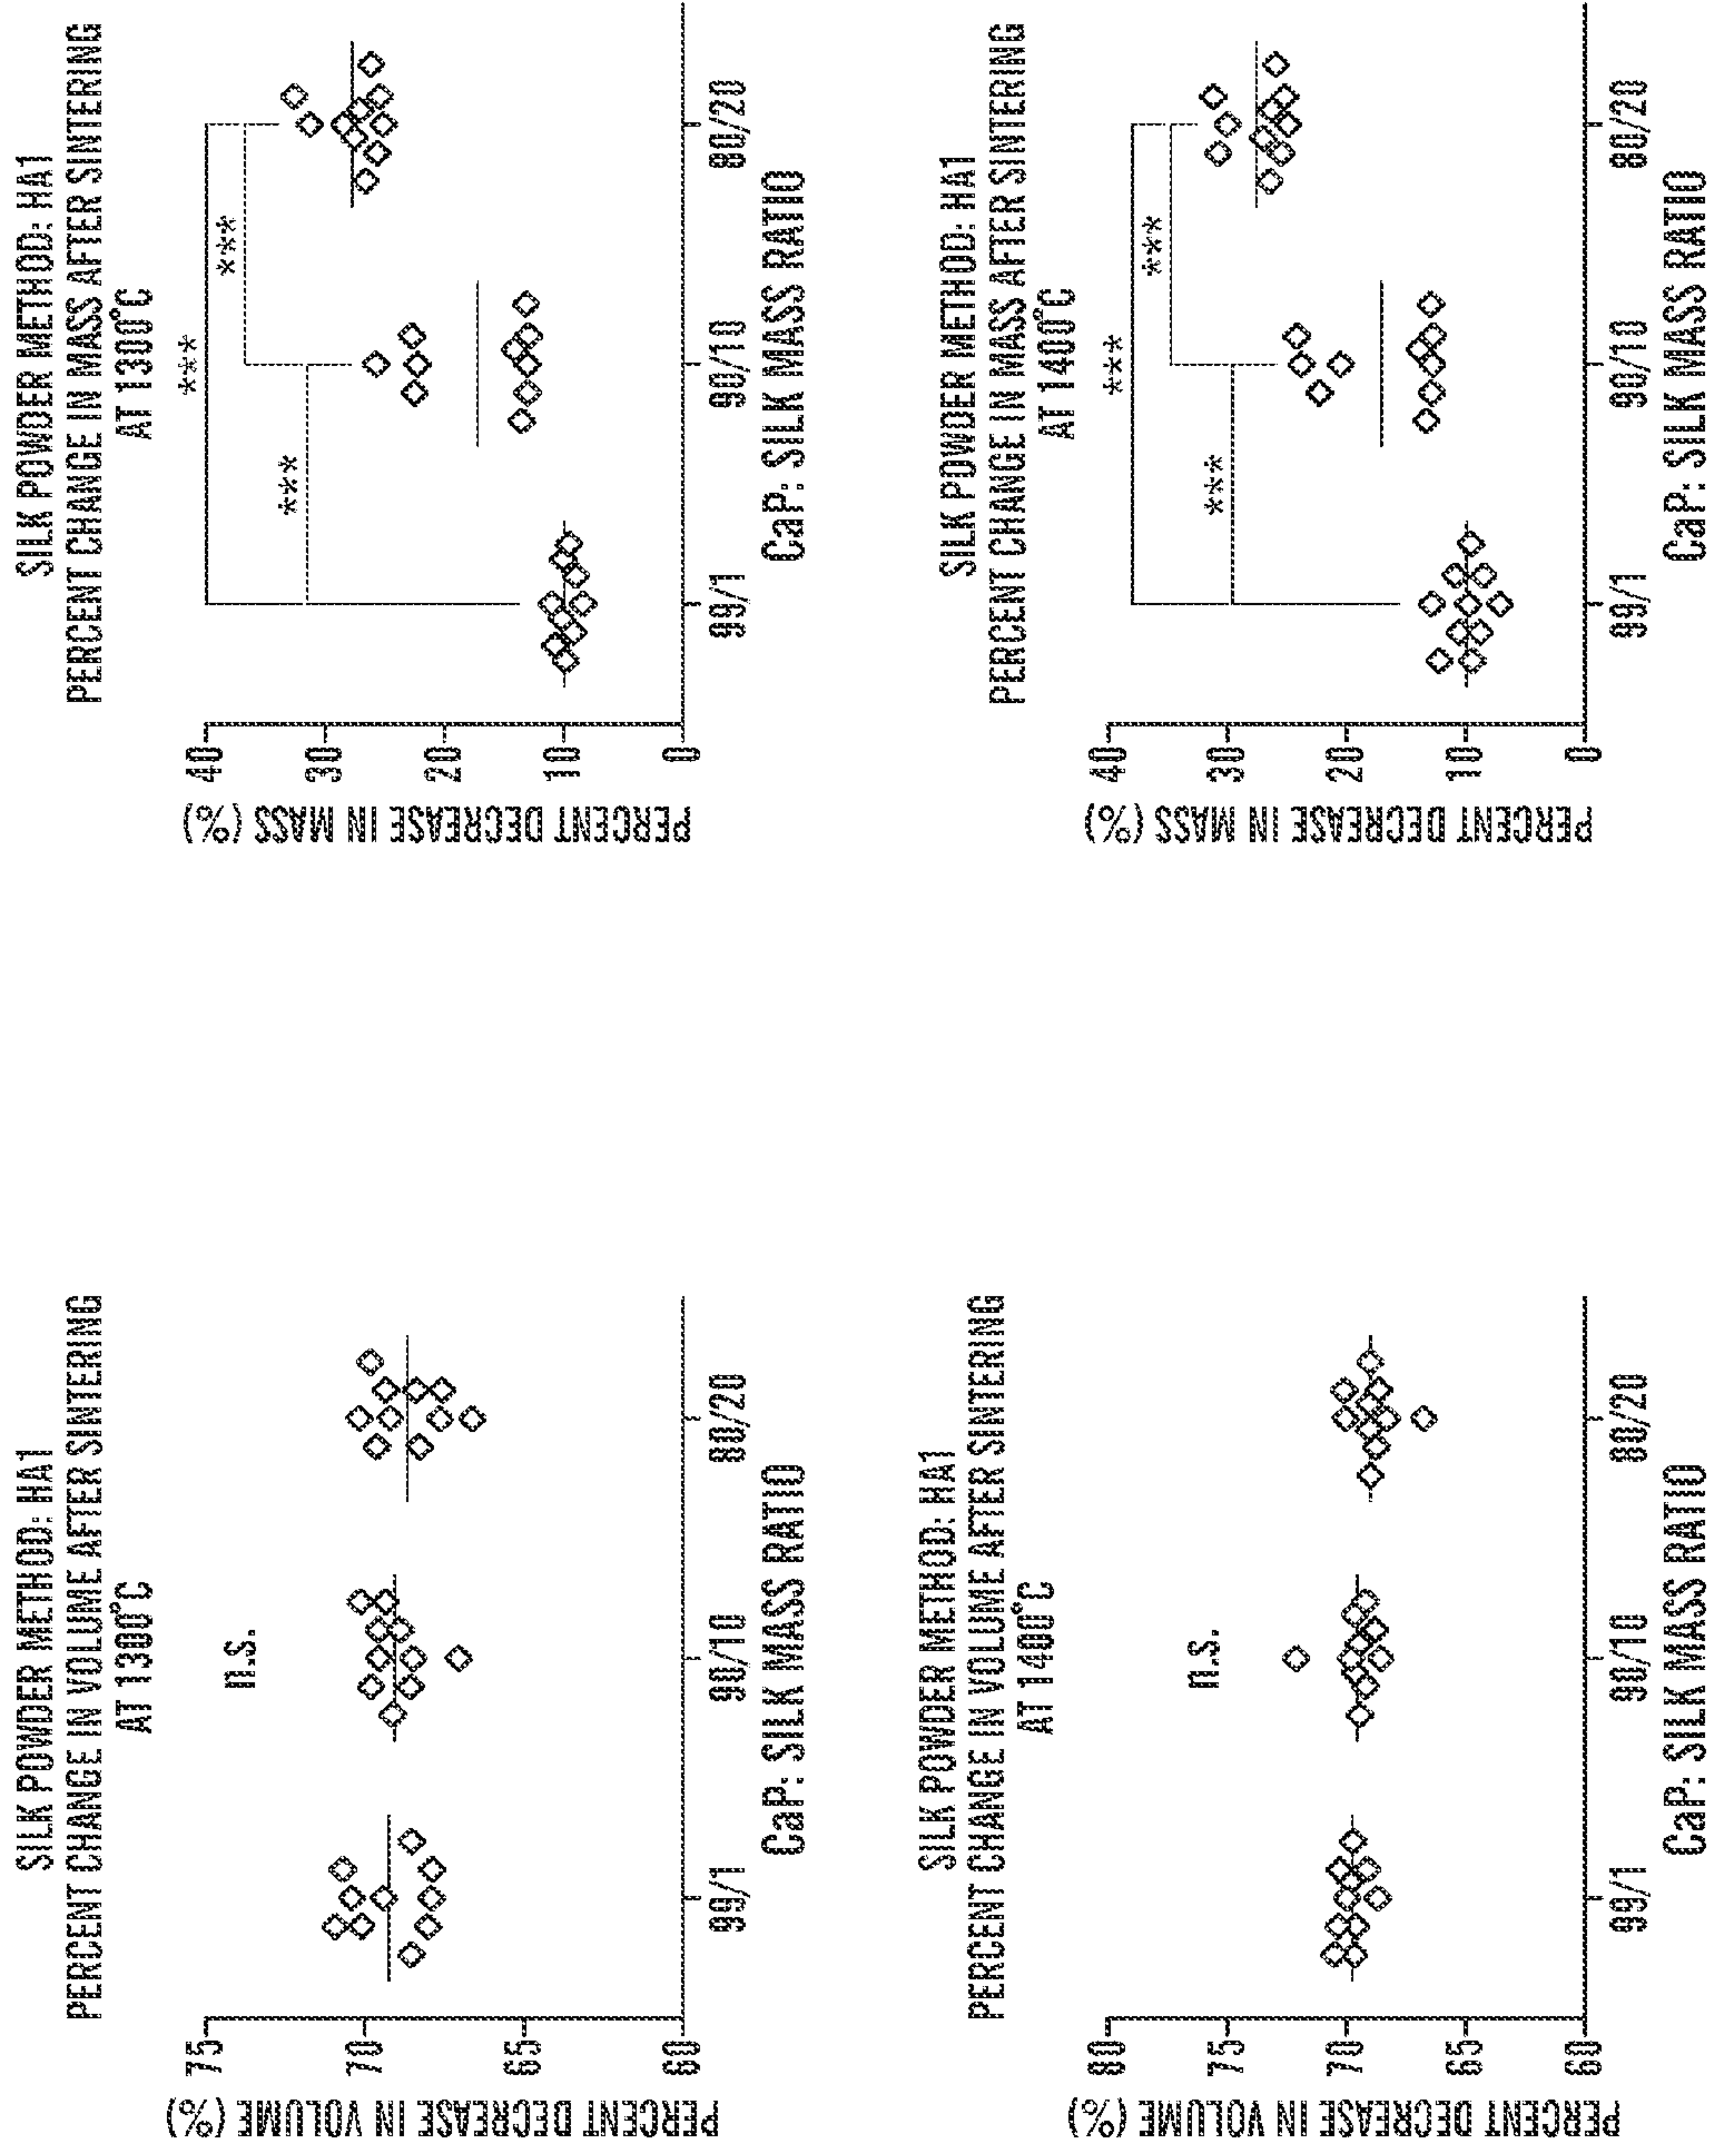 SILK POWDER METHOD: HA1
PERCENT CHANGE IN VOLUME AFTER SINTERING
AT 1300°C
PERCENT DECREASE IN VOLUME (%)
75
70
65
60
n.s.
99/1
90/10
80/20
CaP: SILK MASS RATIO
SILK POWDER METHOD: HA1
PERCENT CHANGE IN MASS AFTER SINTERING
AT 1300°C
PERCENT DECREASE IN MASS (%)
40
30
20
10
0
***
***
***
99/1
90/10
80/20
CaP: SILK MASS RATIO
SILK POWDER METHOD: HA1
PERCENT CHANGE IN VOLUME AFTER SINTERING
AT 1400°C
PERCENT DECREASE IN VOLUME (%)
80
75
70
65
60
n.s.
99/1
90/10
80/20
CaP: SILK MASS RATIO
SILK POWDER METHOD: HA1
PERCENT CHANGE IN MASS AFTER SINTERING
AT 1400°C
PERCENT DECREASE IN MASS (%)
40
30
20
10
0
***
***
***
99/1
90/10
80/20
CaP: SILK MASS RATIO